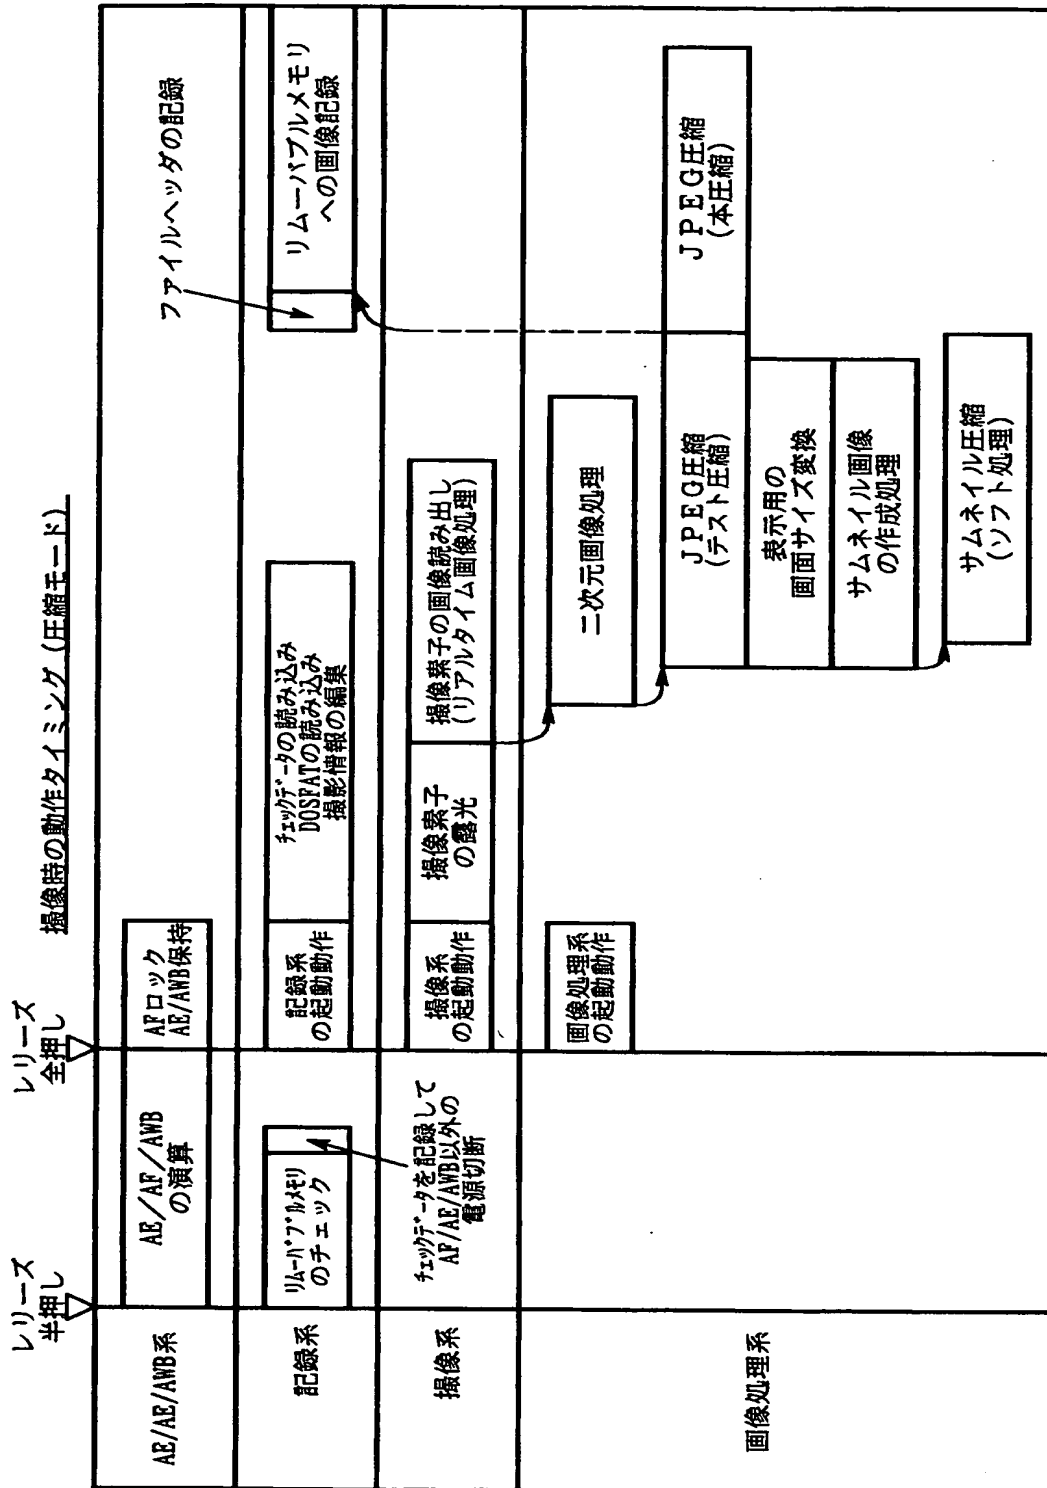 撮像時の動作タイミング(圧縮モード)
レリーズ
半押し
レリーズ
全押し
AE/AE/AWB系
AE/AF/AWB
の演算
AFロック
AE/AWB保持
ファイルヘッダの記録
記録系
リムーバブルメモリ
のチェック
記録系
の起動動作
チェックデータの読み込み
DOSFATの読み込み
撮影情報の編集
リムーバブルメモリ
への画像記録
撮像系
チェックデータを記録して
AF/AE/AWB以外の
電源切断
撮像系
の起動動作
撮像素子
の露光
撮像素子の画像読み出し
(リアルタイム画像処理)
画像処理系
画像処理系
の起動動作
二次元画像処理
JPEG圧縮
(テスト圧縮)
JPEG圧縮
(本圧縮)
表示用の
画面サイズ変換
サムネイル画像
の作成処理
サムネイル圧縮
(ソフト処理)